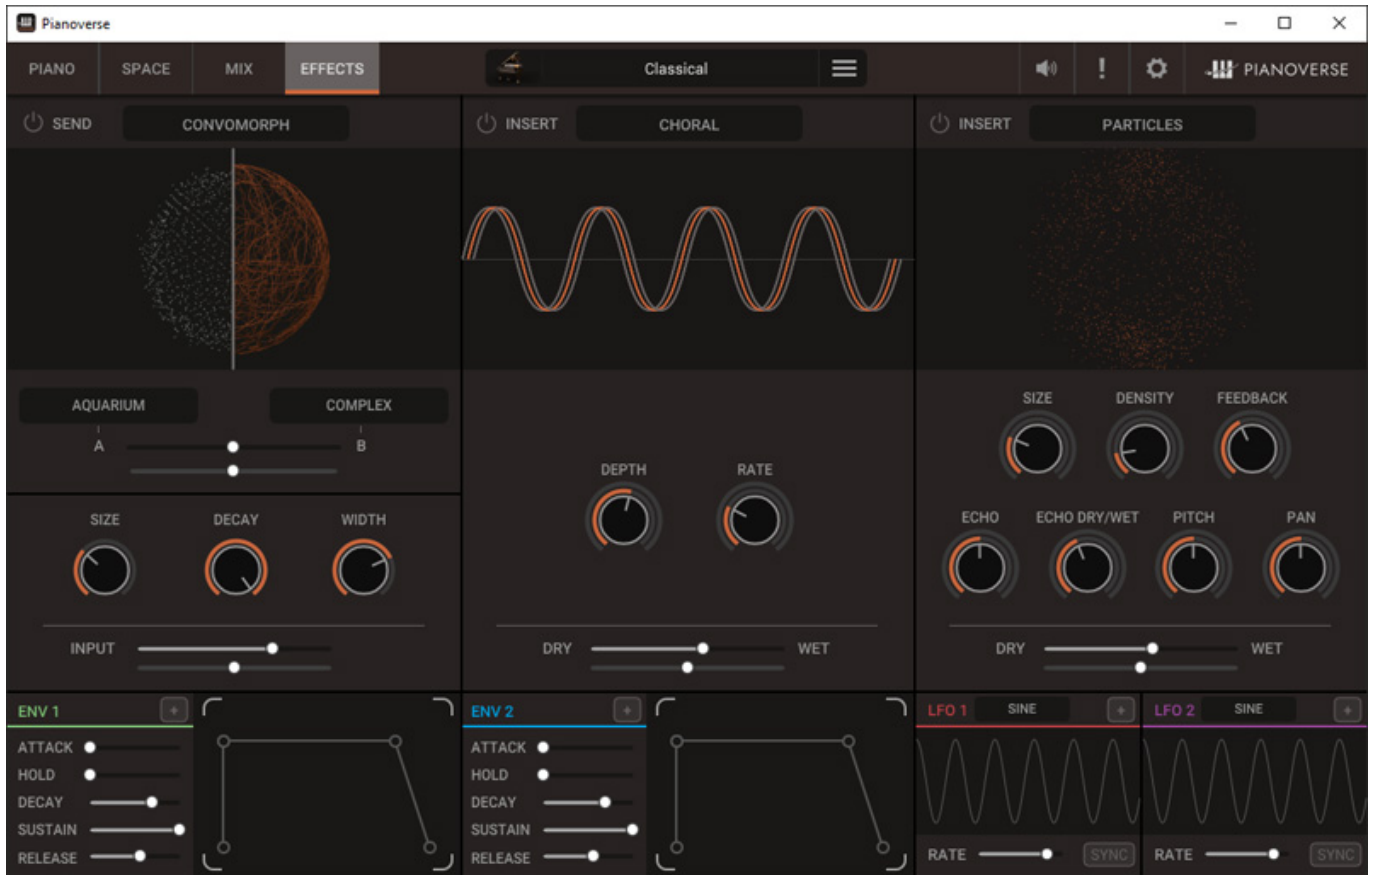 Pianoverse
PIANO SPACE MIX EFFECTS Classical ! PIANOVERSE
SEND CONVOMORPH
INSERT CHORAL
INSERT PARTICLES
AQUARIUM COMPLEX
A B
SIZE DECAY WIDTH
INPUT
DEPTH RATE
DRY WET
SIZE DENSITY FEEDBACK
ECHO ECHO DRY/WET PITCH PAN
DRY WET
ENV 1 +
ATTACK
HOLD
DECAY
SUSTAIN
RELEASE
ENV 2 +
ATTACK
HOLD
DECAY
SUSTAIN
RELEASE
LFO 1 SINE +
RATE SYNC
LFO 2 SINE +
RATE SYNC